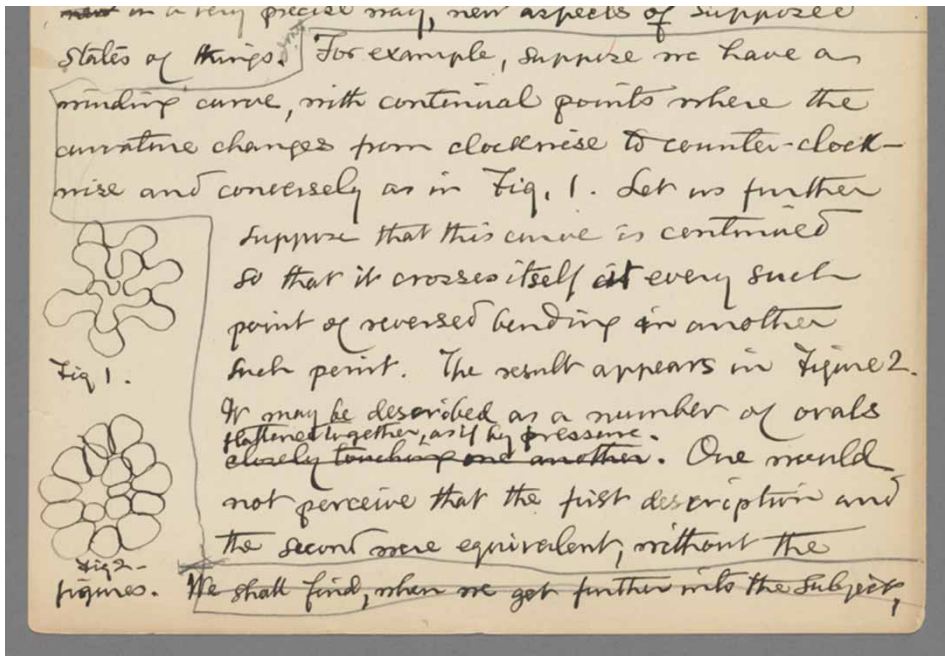 new in a very precise way, new aspects of supposed
states of things. For example, suppose we have a
winding curve, with continual points where the
curvature changes from clockwise to counter-clock-
wise and conversely as in Fig. 1. Let us further
suppose that this curve is continued
so that it crosses itself at every such
point of reversed bending in another
such point. The result appears in Figure 2.
It may be described as a number of ovals
flattened together, as if by pressure.
closely touching one another. One would
not perceive that the first description and
the second were equivalent, without the
figures. We shall find, when we get further into the subject,
Fig 1.
Fig 2-